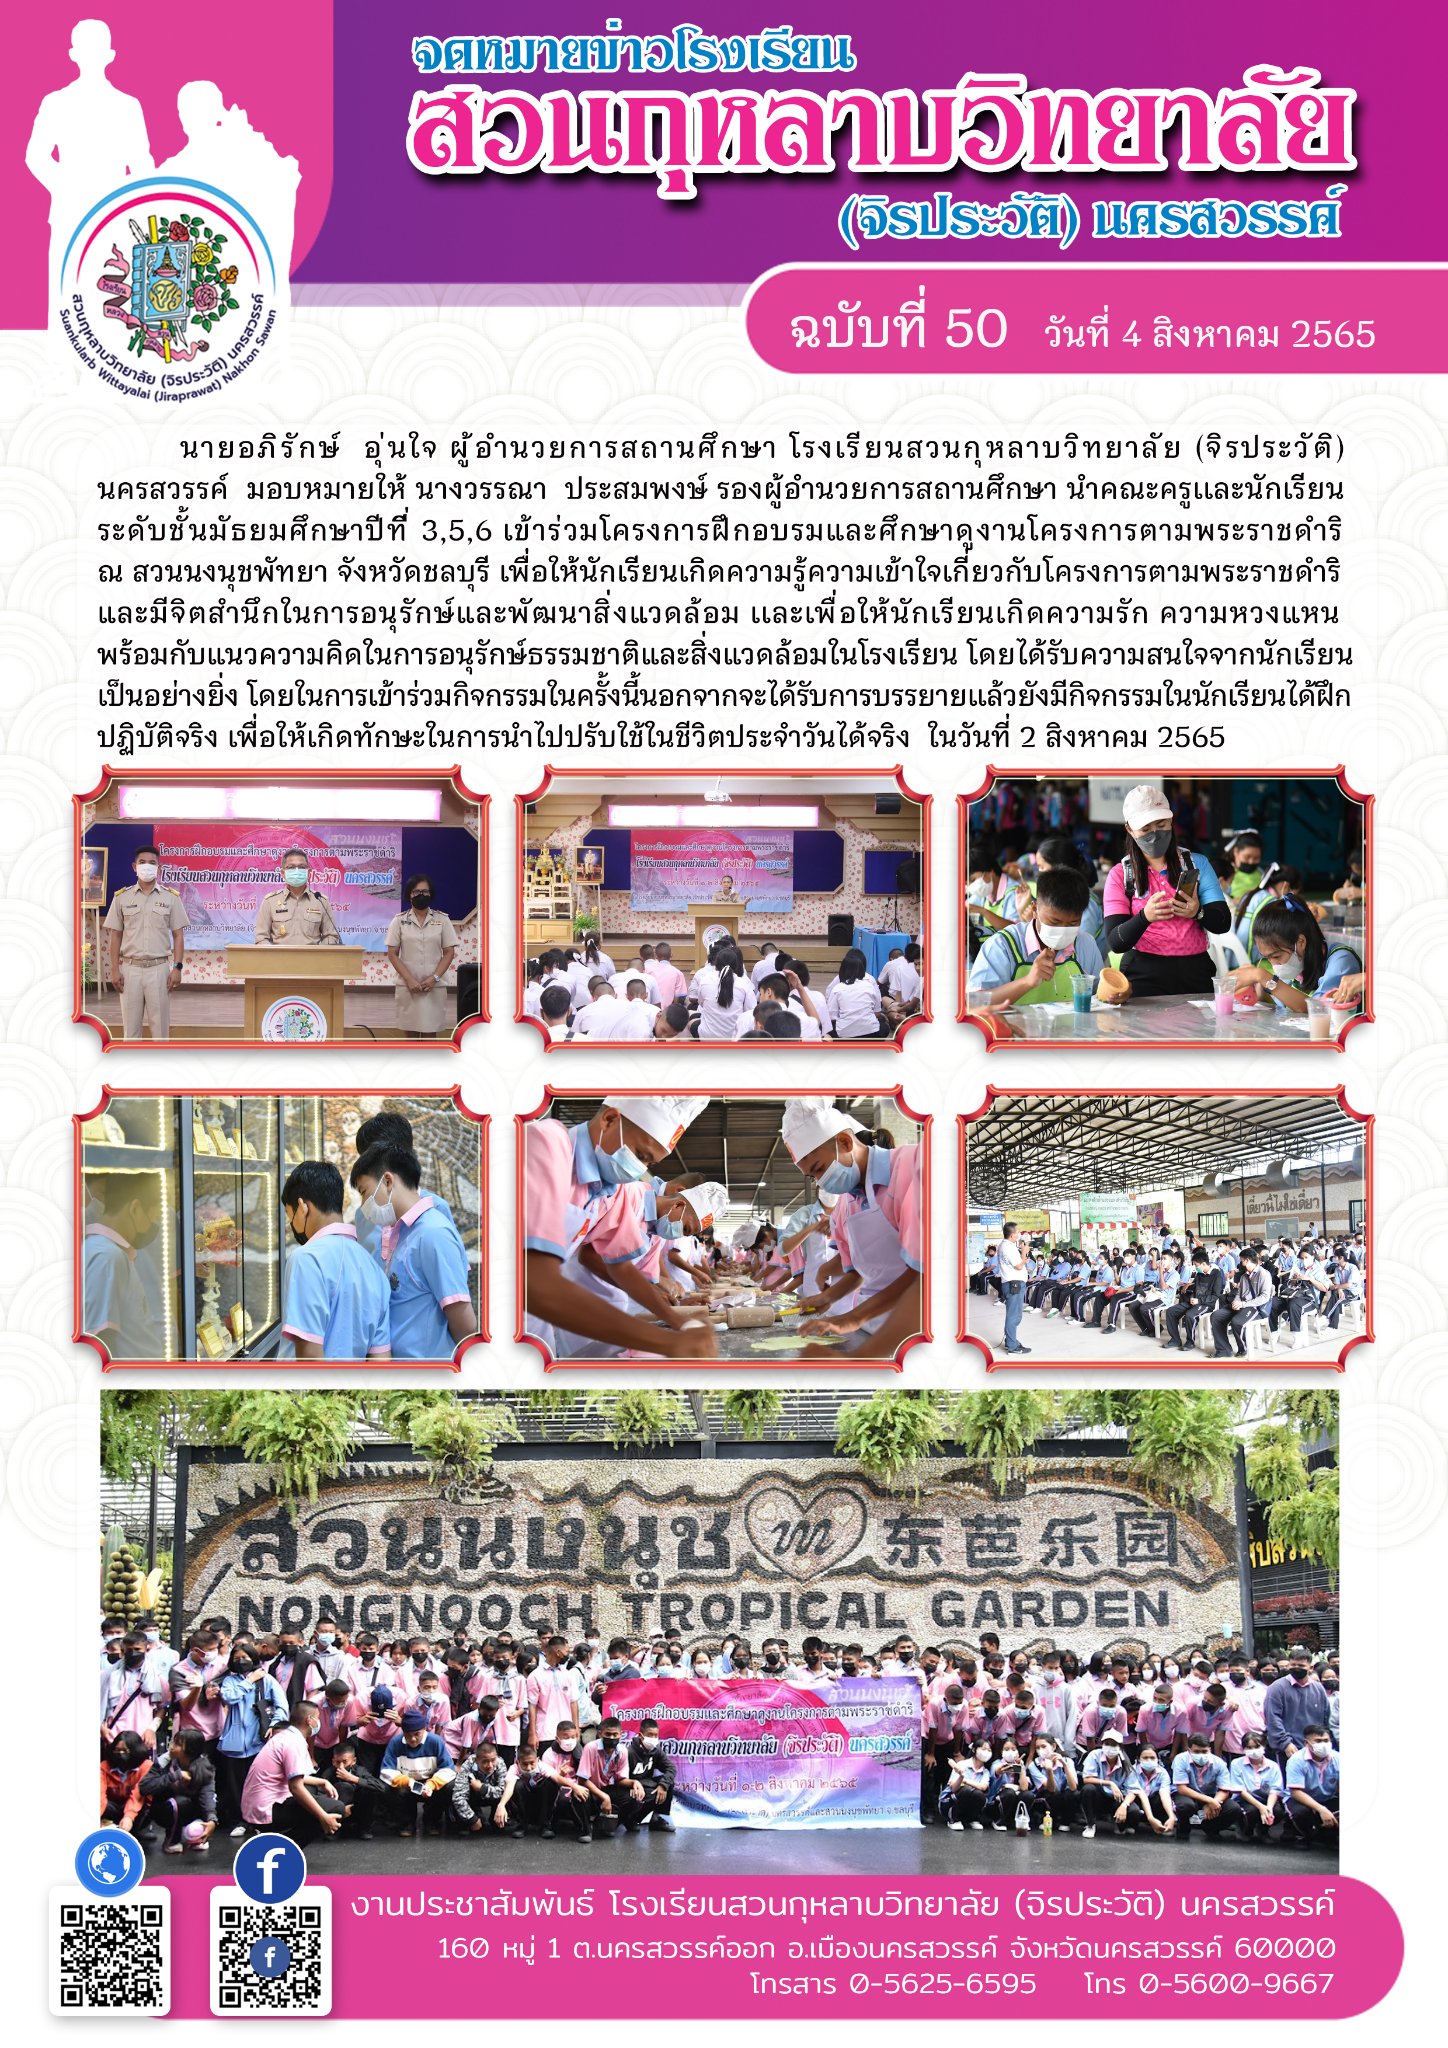 จดหมายข่าวโรงเรียน
สวนกุหลาบวิทยาลัย
(จิรประวัติ) นครสวรรค์
สวนกุหลาบวิทยาลัย (จิรประวัติ) นครสวรรค์
Suankularb Wittayalai (Jiraprawat) Nakhon Sawan
ฉบับที่ 50 วันที่ 4 สิงหาคม 2565
นายอภิรักษ์ อุ่นใจ ผู้อำนวยการสถานศึกษา โรงเรียนสวนกุหลาบวิทยาลัย (จิรประวัติ)
นครสวรรค์ มอบหมายให้ นางวรรณา ประสมพงษ์ รองผู้อำนวยการสถานศึกษา นำคณะครูและนักเรียน
ระดับชั้นมัธยมศึกษาปีที่ 3,5,6 เข้าร่วมโครงการฝึกอบรมและศึกษาดูงานโครงการตามพระราชดำริ
ณ สวนนงนุชพัทยา จังหวัดชลบุรี เพื่อให้นักเรียนเกิดความรู้ความเข้าใจเกี่ยวกับโครงการตามพระราชดำริ
และมีจิตสำนึกในการอนุรักษ์และพัฒนาสิ่งแวดล้อม และเพื่อให้นักเรียนเกิดความรัก ความหวงแหน
พร้อมกับแนวความคิดในการอนุรักษ์ธรรมชาติและสิ่งแวดล้อมในโรงเรียน โดยได้รับความสนใจจากนักเรียน
เป็นอย่างยิ่ง โดยในการเข้าร่วมกิจกรรมในครั้งนี้นอกจากจะได้รับการบรรยายแล้วยังมีกิจกรรมในนักเรียนได้ฝึก
ปฏิบัติจริง เพื่อให้เกิดทักษะในการนำไปปรับใช้ในชีวิตประจำวันได้จริง ในวันที่ 2 สิงหาคม 2565
สวนนงนุช
โครงการฝึกอบรมและศึกษาดูงานโครงการตามพระราชดำริ
โรงเรียนสวนกุหลาบวิทยาลัย (จิรประวัติ) นครสวรรค์
เดี่ยวนี้ไม่ใช่เดี๋ยว
สวนนงนุช 东芭乐园
NONGNOOCH TROPICAL GARDEN
สวนนงนุช
โครงการฝึกอบรมและศึกษาดูงานโครงการตามพระราชดำริ
สวนกุหลาบวิทยาลัย (จิรประวัติ) นครสวรรค์
ระหว่างวันที่ ๑-๒ สิงหาคม ๒๕๖๕
งานประชาสัมพันธ์ โรงเรียนสวนกุหลาบวิทยาลัย (จิรประวัติ) นครสวรรค์
160 หมู่ 1 ต.นครสวรรค์ออก อ.เมืองนครสวรรค์ จังหวัดนครสวรรค์ 60000
โทรสาร 0-5625-6595 โทร 0-5600-9667